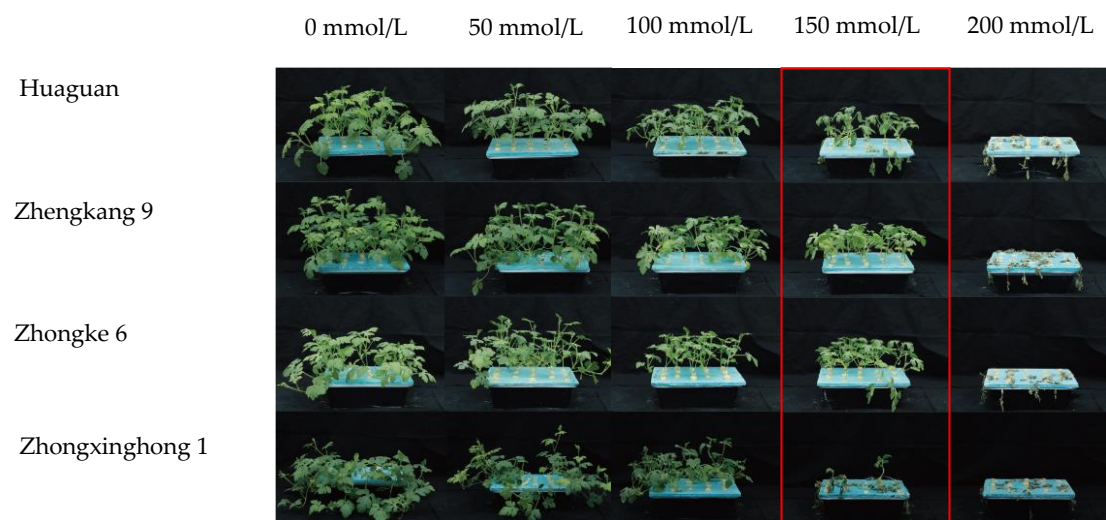 0 mmol/L 50 mmol/L 100 mmol/L 150 mmol/L 200 mmol/L
Huaguan
Zhengkang 9
Zhongke 6
Zhongxinghong 1